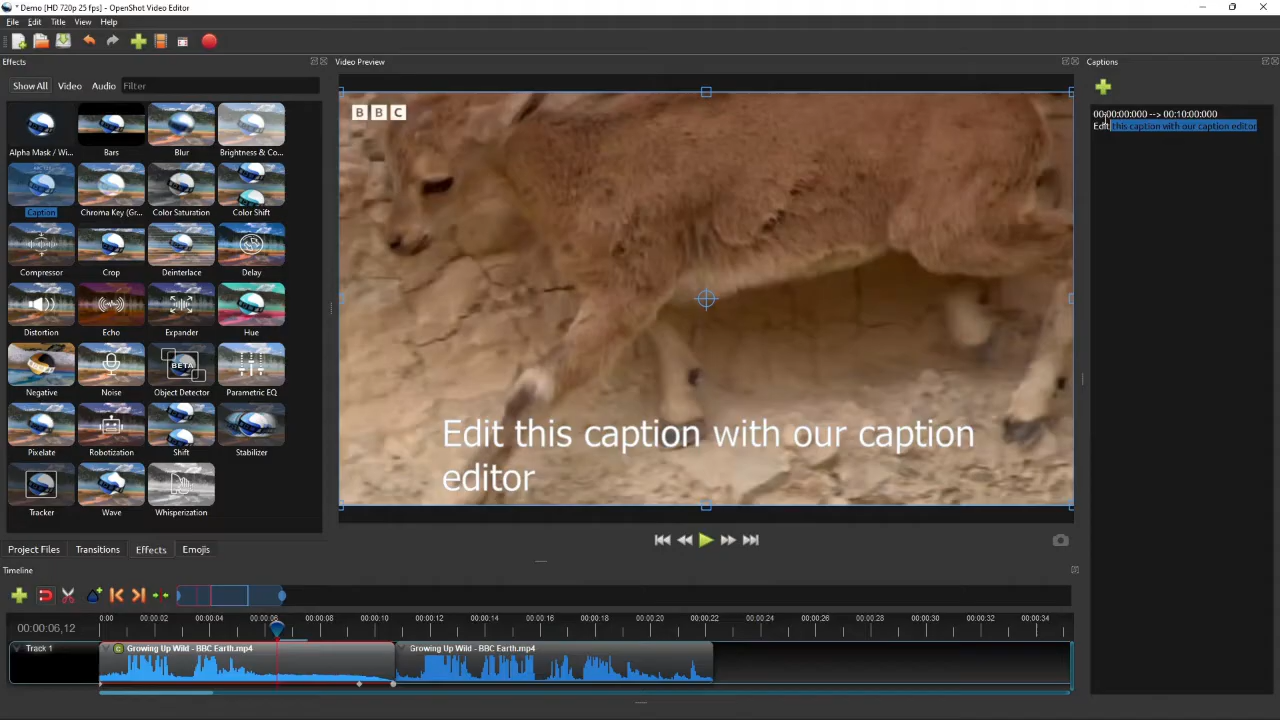 * Demo [HD 720p 25 fps] - OpenShot Video Editor
File Edit Title View Help
Effects
Video Preview
Captions
Show All Video Audio Filter
Alpha Mask / Wi...
Bars
Blur
Brightness & Co...
Caption
Chroma Key (Gr...
Color Saturation
Color Shift
Compressor
Crop
Deinterlace
Delay
Distortion
Echo
Expander
Hue
Negative
Noise
Object Detector
Parametric EQ
BETA
Pixelate
Robotization
Shift
Stabilizer
Tracker
Wave
Whisperization
BBC
Edit this caption with our caption
editor
00:00:00:000 --> 00:10:00:000
Edit this caption with our caption editor
Project Files Transitions Effects Emojis
Timeline
00:00:06,12
0:00 00:00:02 00:00:04 00:00:06 00:00:08 00:00:10 00:00:12 00:00:14 00:00:16 00:00:18 00:00:20 00:00:22 00:00:24 00:00:26 00:00:28 00:00:30 00:00:32 00:00:34
Track 1
C Growing Up Wild - BBC Earth.mp4
Growing Up Wild - BBC Earth.mp4